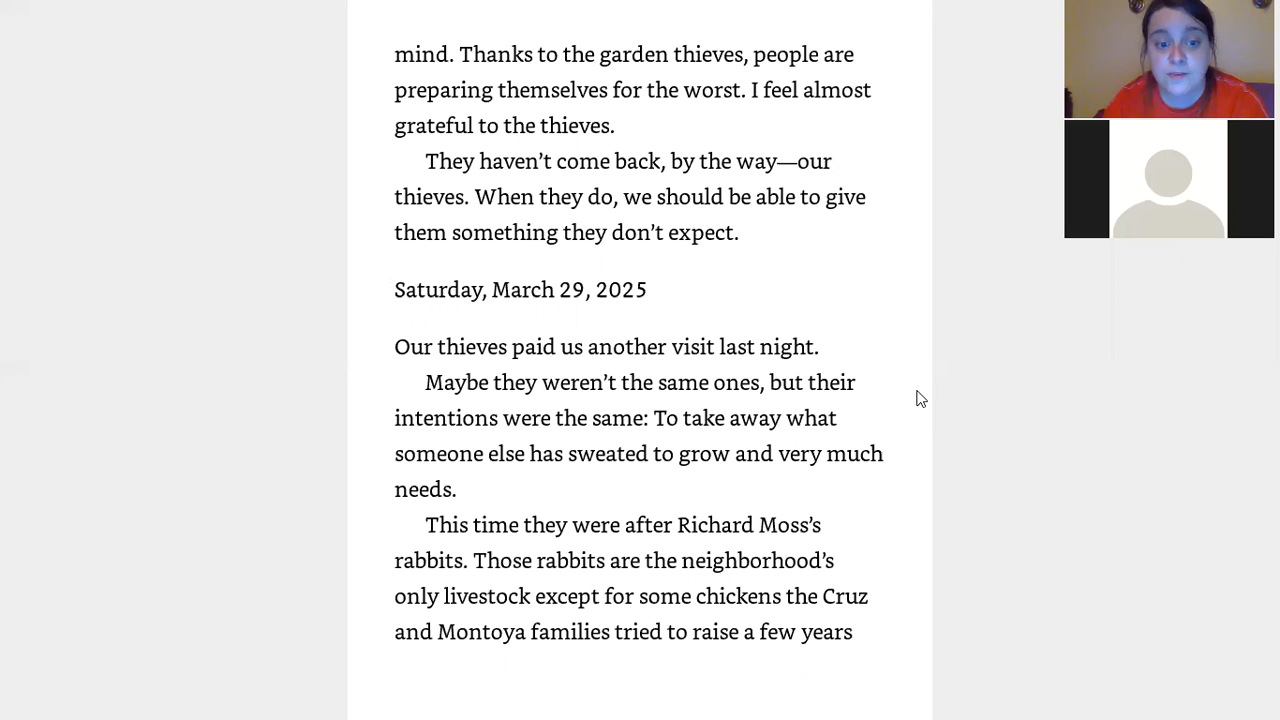 mind. Thanks to the garden thieves, people are
preparing themselves for the worst. I feel almost
grateful to the thieves.
They haven’t come back, by the way—our
thieves. When they do, we should be able to give
them something they don’t expect.
Saturday, March 29, 2025
Our thieves paid us another visit last night.
Maybe they weren’t the same ones, but their
intentions were the same: To take away what
someone else has sweated to grow and very much
needs.
This time they were after Richard Moss’s
rabbits. Those rabbits are the neighborhood’s
only livestock except for some chickens the Cruz
and Montoya families tried to raise a few years